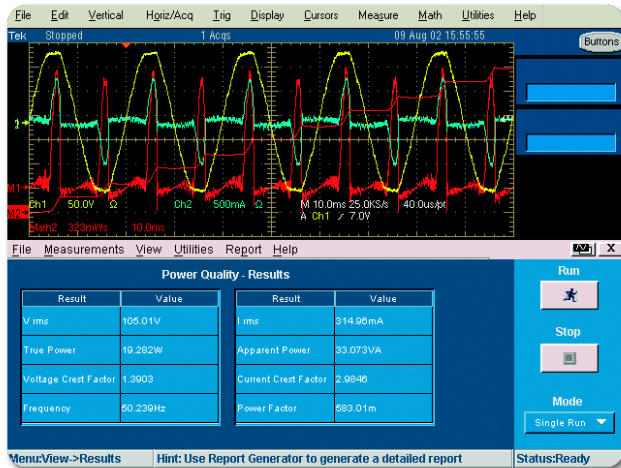 File Edit Vertical Horiz/Acq Trig Display Cursors Measure Math Utilities Help
Tek Stopped 1 Acqs 09 Aug 02 15:55:55
Buttons
2
M1
M2
Ch1 50.0V Ω Ch2 500mA Ω M 10.0ms 25.0KS/s 40.0us/pt
A Ch1 7.0V
Math2 323mVVs 10.0ms
File Measurements View Utilities Report Help X
Power Quality - Results
Result Value Result Value
V rms 105.01V I rms 314.96mA
True Power 19.282W Apparent Power 33.073VA
Voltage Crest Factor 1.3903 Current Crest Factor 2.9846
Frequency 50.239Hz Power Factor 583.01m
Run
Stop
Mode
Single Run
Menu:View->Results Hint: Use Report Generator to generate a detailed report Status:Ready